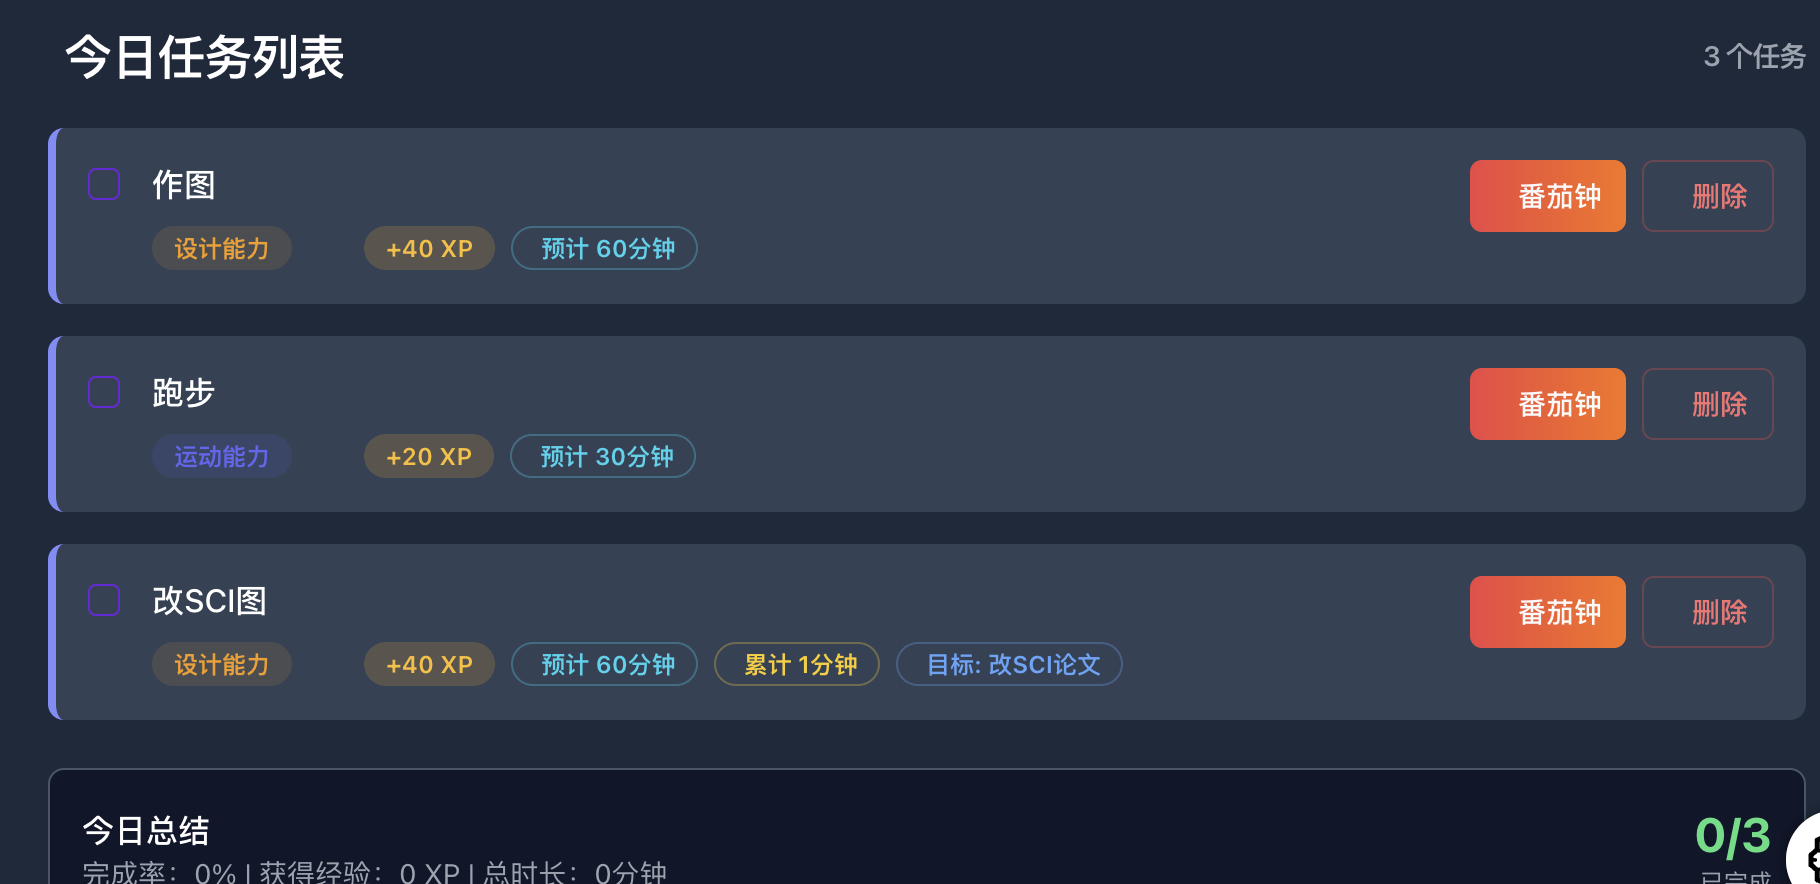 今日任务列表
3 个任务
作图
番茄钟
删除
设计能力
+40 XP
预计 60分钟
跑步
番茄钟
删除
运动能力
+20 XP
预计 30分钟
改SCI图
番茄钟
删除
设计能力
+40 XP
预计 60分钟
累计 1分钟
目标: 改SCI论文
今日总结
0/3
完成率：0% | 获得经验：0 XP | 总时长：0分钟
已完成